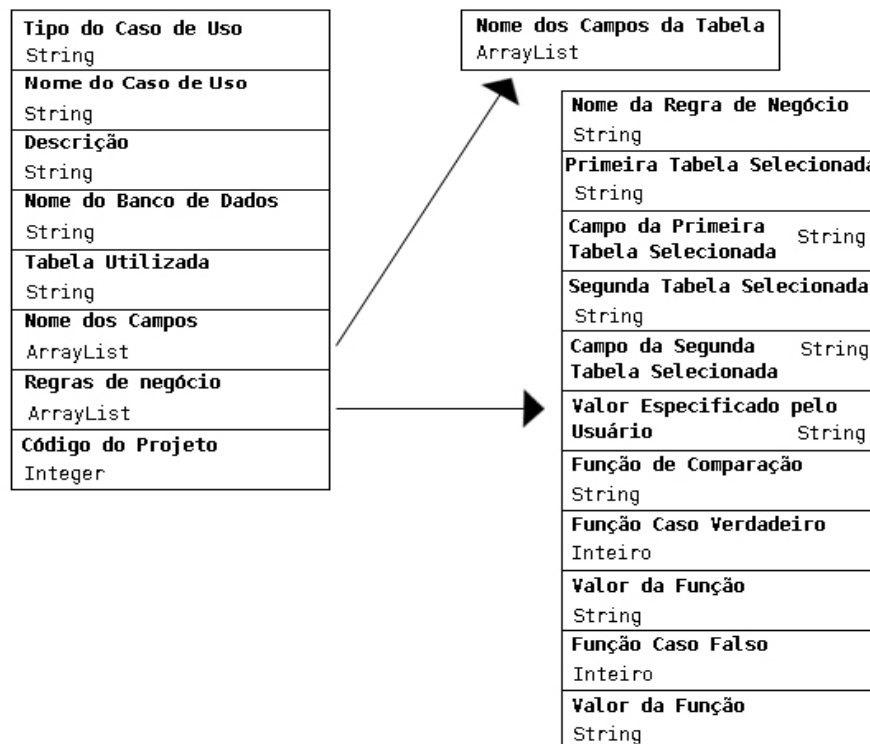 Tipo do Caso de Uso
String
Nome do Caso de Uso
String
Descrição
String
Nome do Banco de Dados
String
Tabela Utilizada
String
Nome dos Campos
ArrayList
Regras de negócio
ArrayList
Código do Projeto
Integer
Nome dos Campos da Tabela
ArrayList
Nome da Regra de Negócio
String
Primeira Tabela Selecionada
String
Campo da Primeira
Tabela Selecionada String
Segunda Tabela Selecionada
String
Campo da Segunda String
Tabela Selecionada
Valor Especificado pelo
Usuário String
Função de Comparação
String
Função Caso Verdadeiro
Inteiro
Valor da Função
String
Função Caso Falso
Inteiro
Valor da Função
String